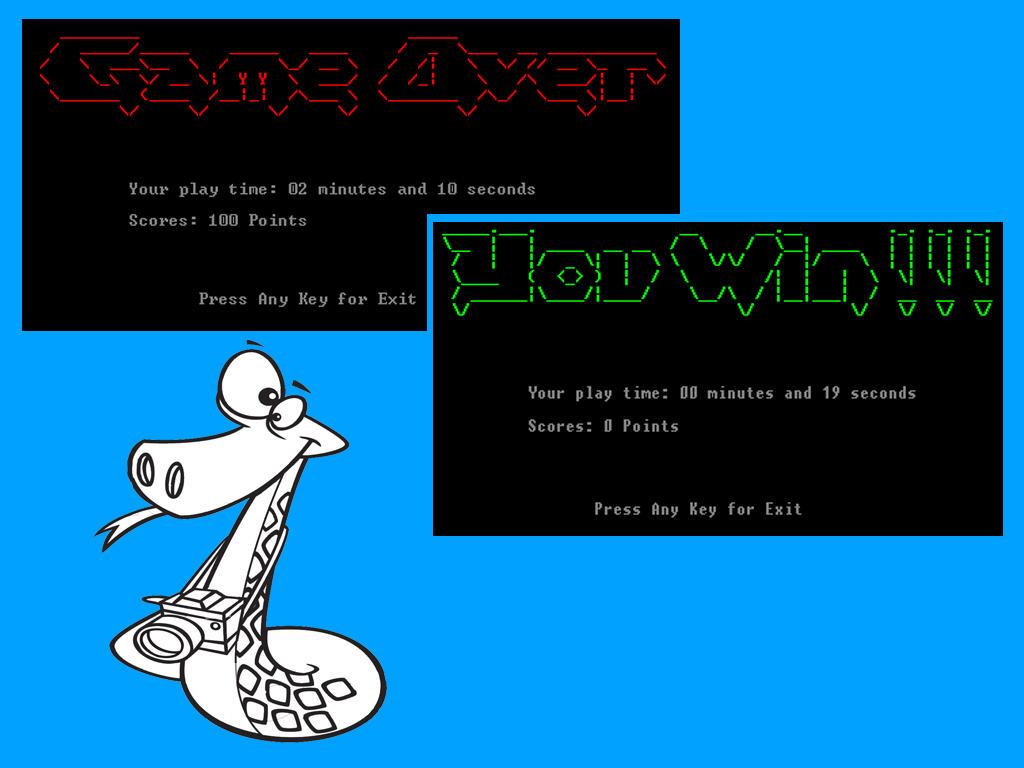 Game Over
Your play time: 02 minutes and 10 seconds
Scores: 100 Points
Press Any Key for Exit
You Win!!!
Your play time: 00 minutes and 19 seconds
Scores: 0 Points
Press Any Key for Exit